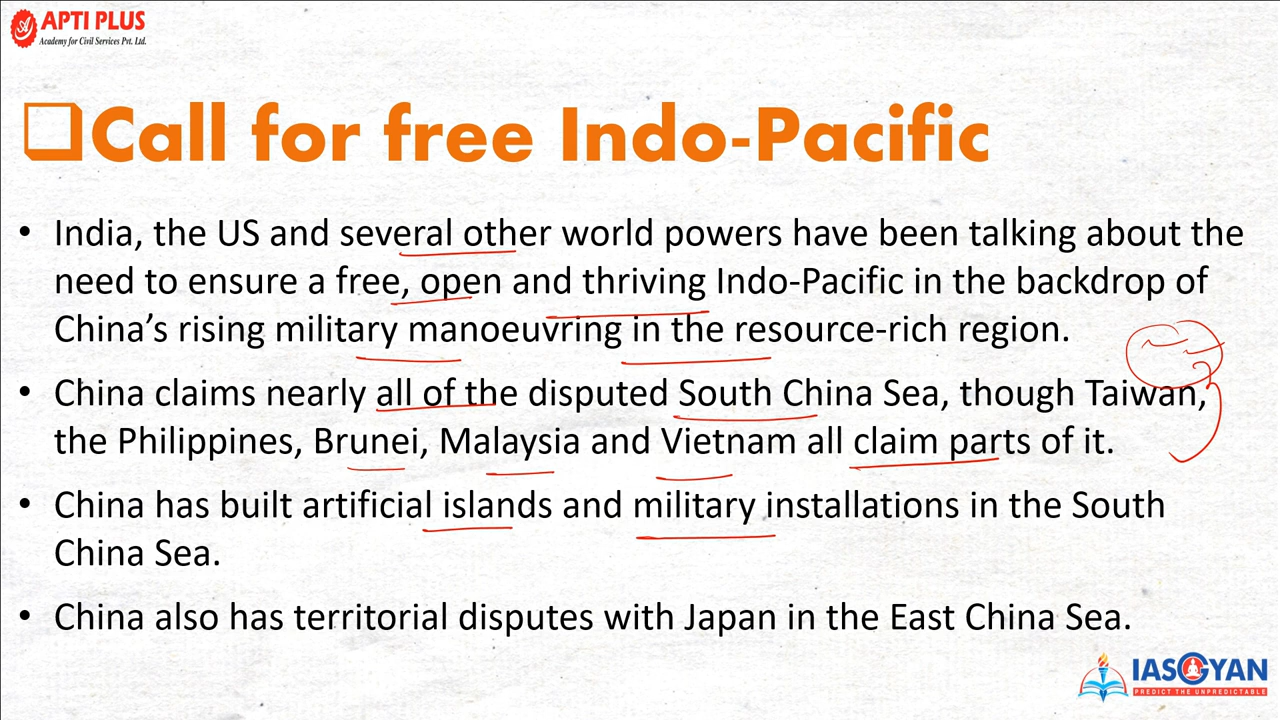 APTI PLUS
Academy for Civil Services Pvt. Ltd.
Call for free Indo-Pacific
• India, the US and several other world powers have been talking about the
need to ensure a free, open and thriving Indo-Pacific in the backdrop of
China’s rising military manoeuvring in the resource-rich region.
• China claims nearly all of the disputed South China Sea, though Taiwan,
the Philippines, Brunei, Malaysia and Vietnam all claim parts of it.
• China has built artificial islands and military installations in the South
China Sea.
• China also has territorial disputes with Japan in the East China Sea.
IASGYAN
PREDICT THE UNPREDICTABLE